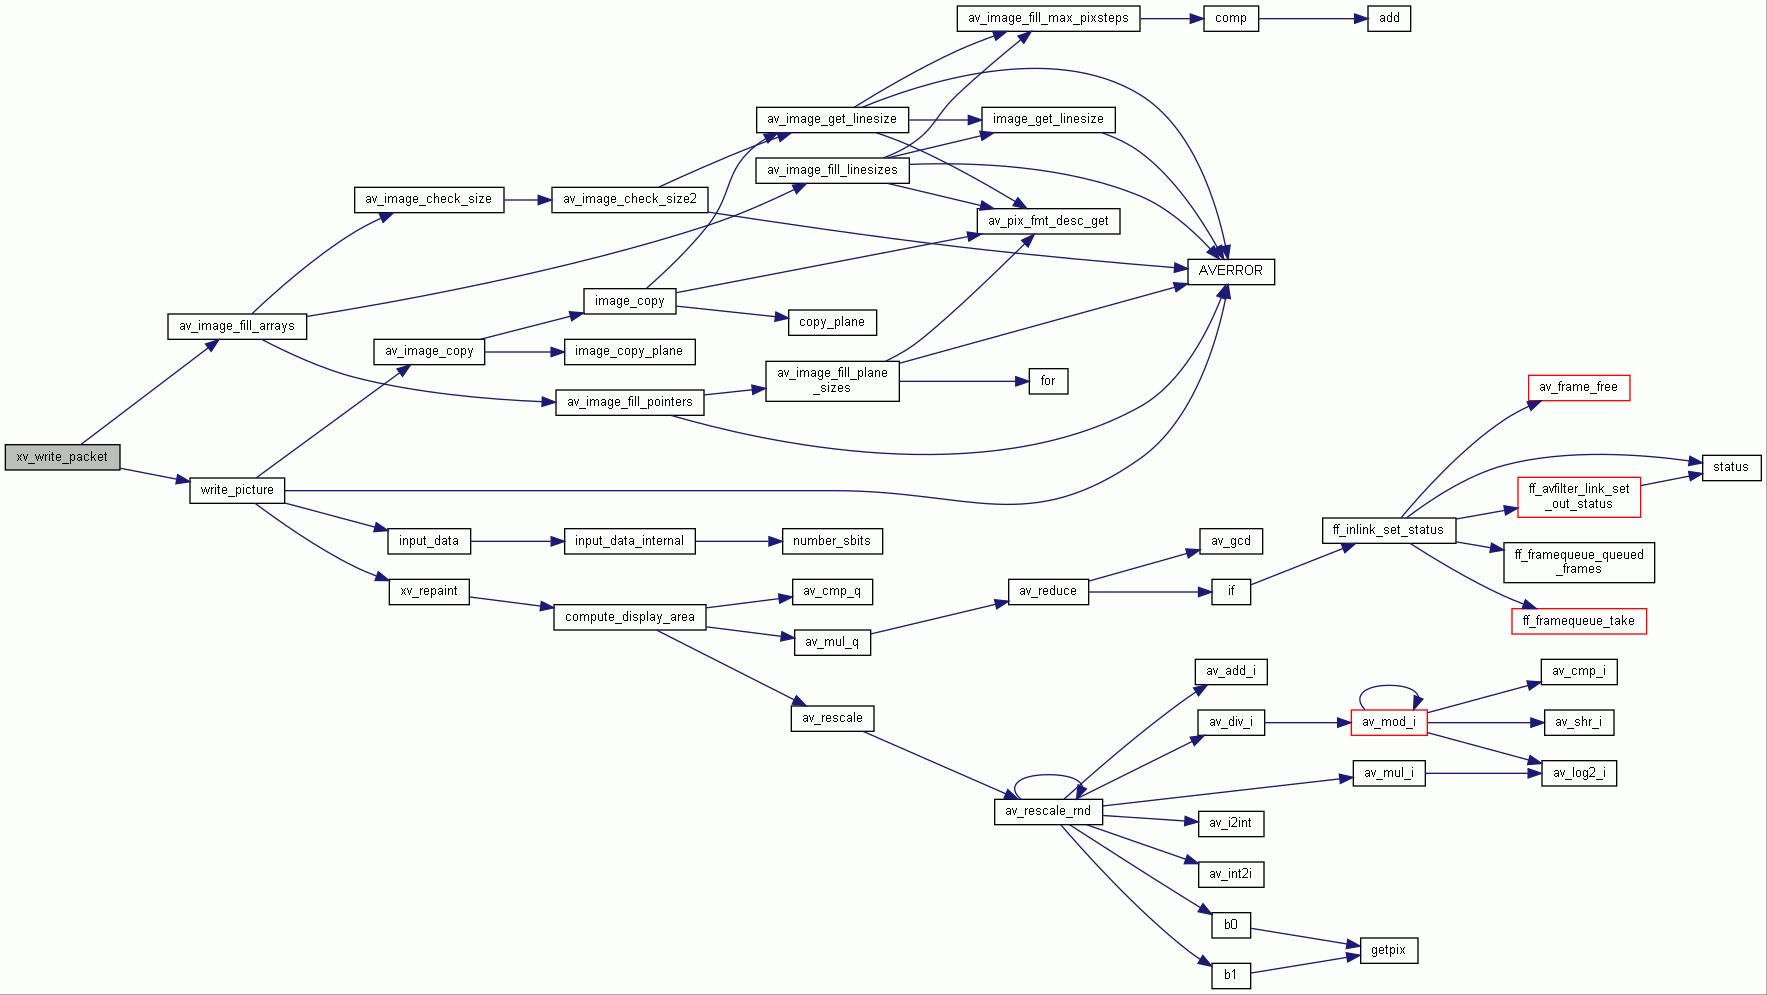 av_image_fill_max_pixsteps
comp
add
av_image_get_linesize
image_get_linesize
av_image_fill_linesizes
av_image_check_size
av_image_check_size2
av_pix_fmt_desc_get
AVERROR
image_copy
av_image_fill_arrays
copy_plane
av_image_copy
image_copy_plane
av_image_fill_plane
_sizes
for
av_frame_free
av_image_fill_pointers
xv_write_packet
status
write_picture
ff_avfilter_link_set
_out_status
ff_inlink_set_status
input_data
input_data_internal
number_sbits
av_gcd
ff_framequeue_queued
_frames
xv_repaint
av_cmp_q
av_reduce
if
compute_display_area
ff_framequeue_take
av_mul_q
av_add_i
av_cmp_i
av_rescale
av_div_i
av_mod_i
av_shr_i
av_mul_i
av_log2_i
av_rescale_rnd
av_i2int
av_int2i
b0
getpix
b1